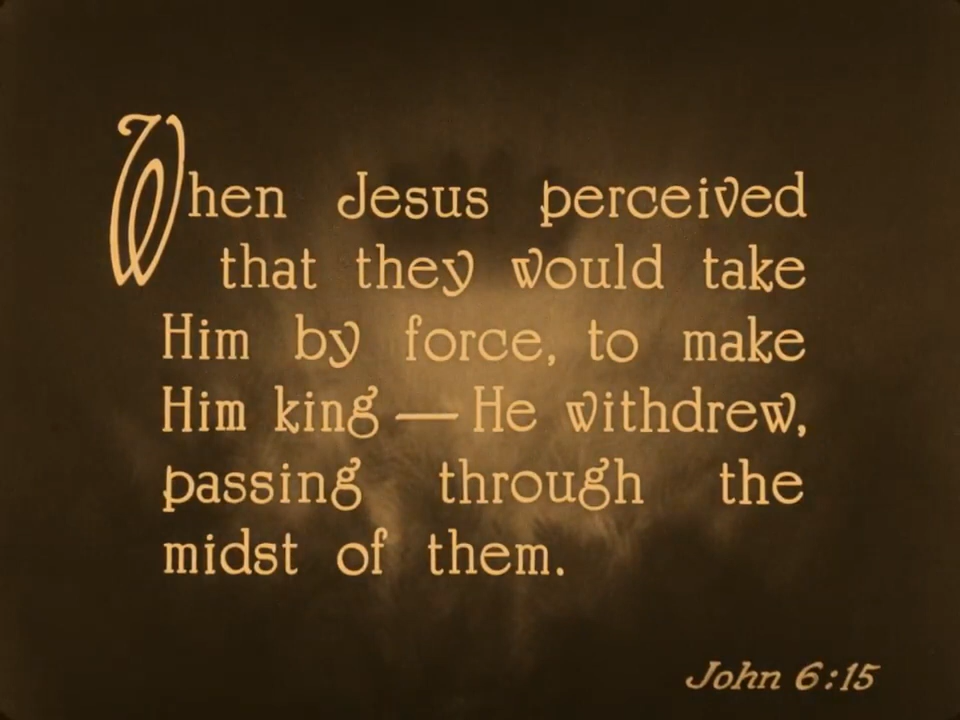 When Jesus perceived
that they would take
Him by force, to make
Him king — He withdrew,
passing through the
midst of them.
John 6:15